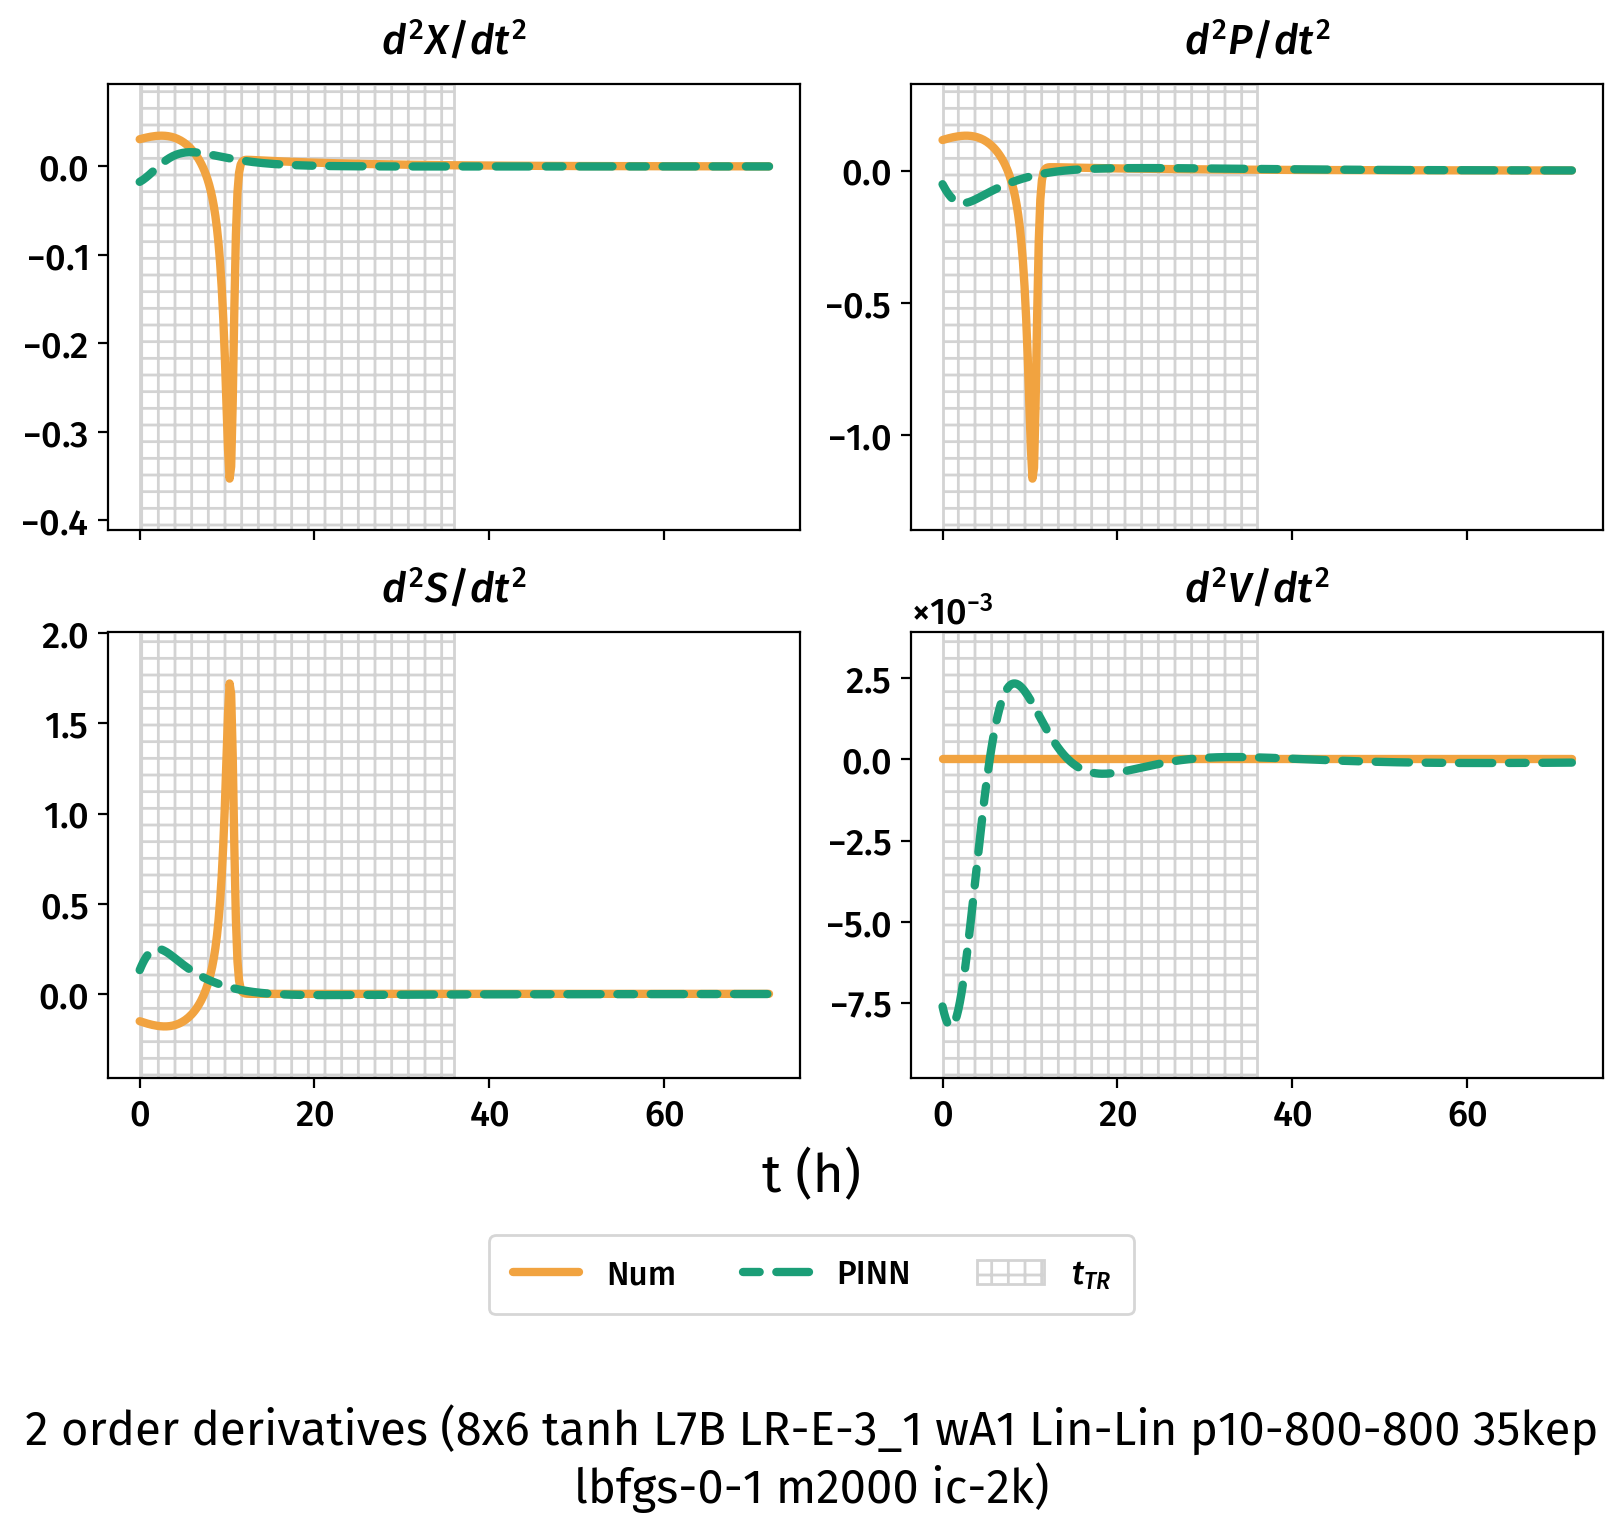 d²X/dt²
d²P/dt²
0.0
−0.1
−0.2
−0.3
−0.4
0.0
−0.5
−1.0
d²S/dt²
d²V/dt²
×10⁻³
2.0
1.5
1.0
0.5
0.0
2.5
0.0
−2.5
−5.0
−7.5
0 20 40 60
0 20 40 60
t (h)
Num PINN t_TR
2 order derivatives (8x6 tanh L7B LR-E-3_1 wA1 Lin-Lin p10-800-800 35kep
lbfgs-0-1 m2000 ic-2k)